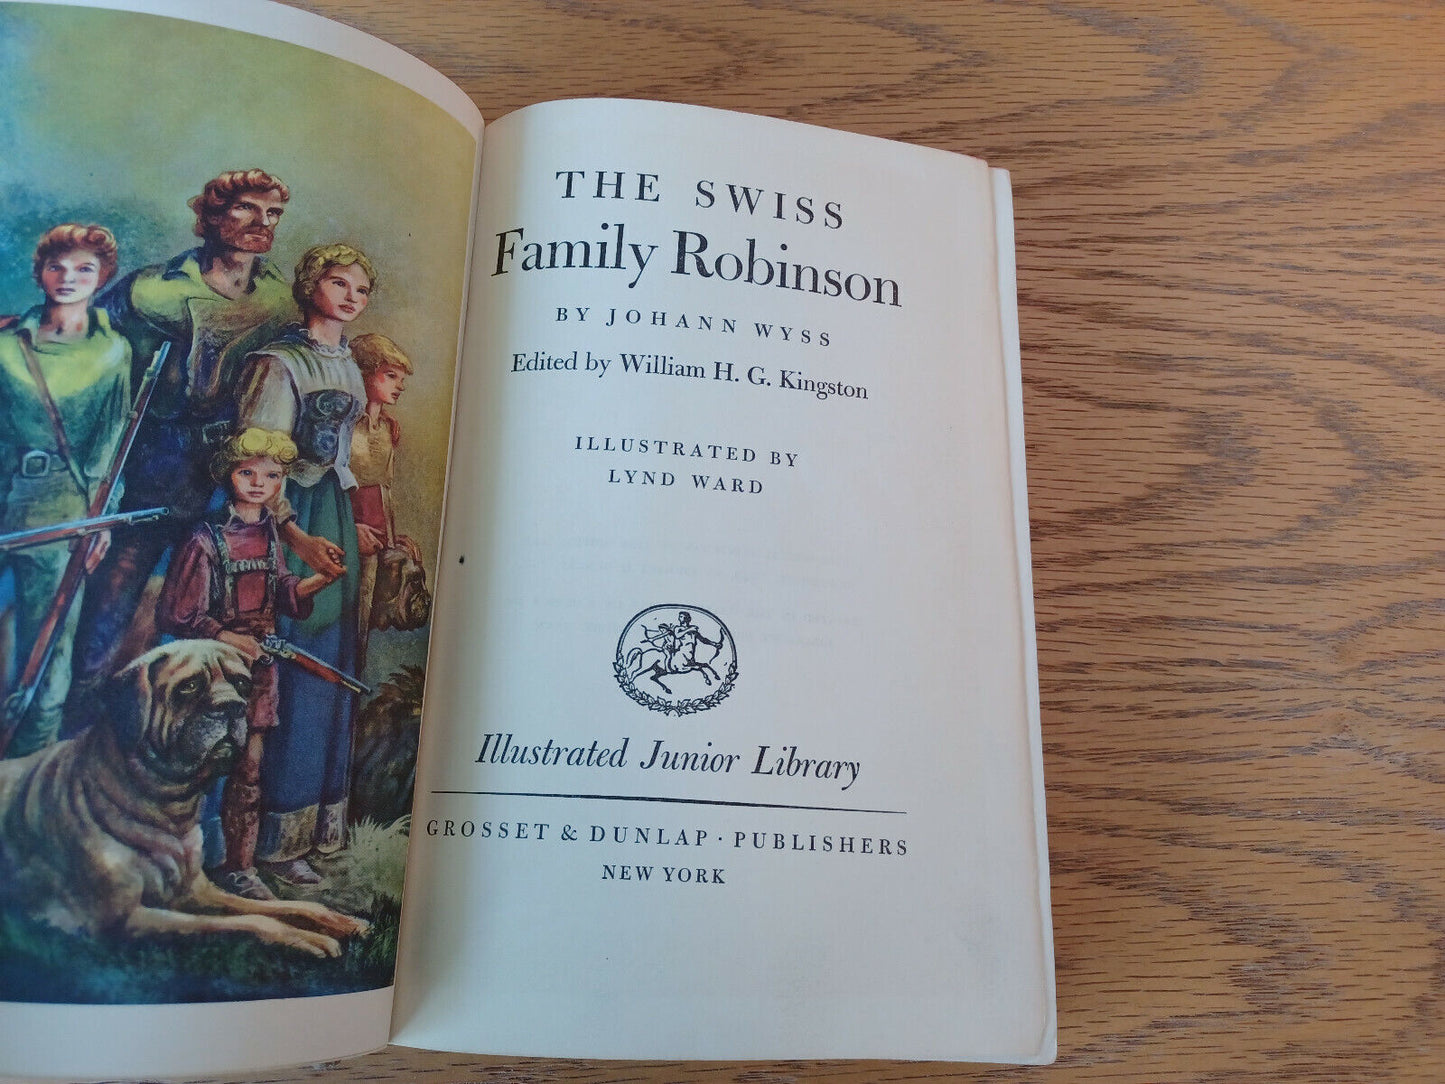 THE SWISS
Family Robinson
BY JOHANN WYSS
Edited by William H. G. Kingston
ILLUSTRATED BY
LYND WARD
Illustrated Junior Library
GROSSET & DUNLAP · PUBLISHERS
NEW YORK